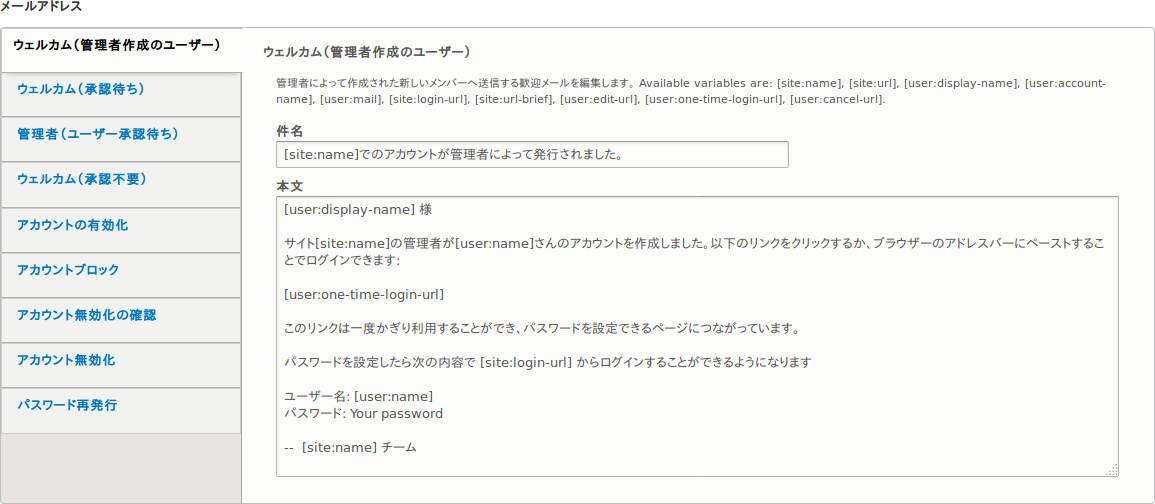 メールアドレス
ウェルカム（管理者作成のユーザー）
ウェルカム（承認待ち）
管理者（ユーザー承認待ち）
ウェルカム（承認不要）
アカウントの有効化
アカウントブロック
アカウント無効化の確認
アカウント無効化
パスワード再発行
ウェルカム（管理者作成のユーザー）
管理者によって作成された新しいメンバーへ送信する歓迎メールを編集します。 Available variables are: [site:name], [site:url], [user:display-name], [user:account-
name], [user:mail], [site:login-url], [site:url-brief], [user:edit-url], [user:one-time-login-url], [user:cancel-url].
件名
[site:name]でのアカウントが管理者によって発行されました。
本文
[user:display-name] 様
サイト[site:name]の管理者が[user:name]さんのアカウントを作成しました。以下のリンクをクリックするか、ブラウザーのアドレスバーにペーストするこ
とでログインできます:
[user:one-time-login-url]
このリンクは一度かぎり利用することができ、パスワードを設定できるページにつながっています。
パスワードを設定したら次の内容で [site:login-url] からログインすることができるようになります
ユーザー名: [user:name]
パスワード: Your password
--  [site:name] チーム